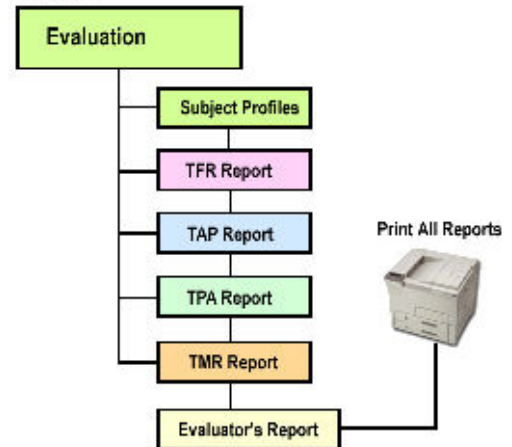 Evaluation
Subject Profiles
TFR Report
TAP Report
Print All Reports
TPA Report
TMR Report
Evaluator's Report